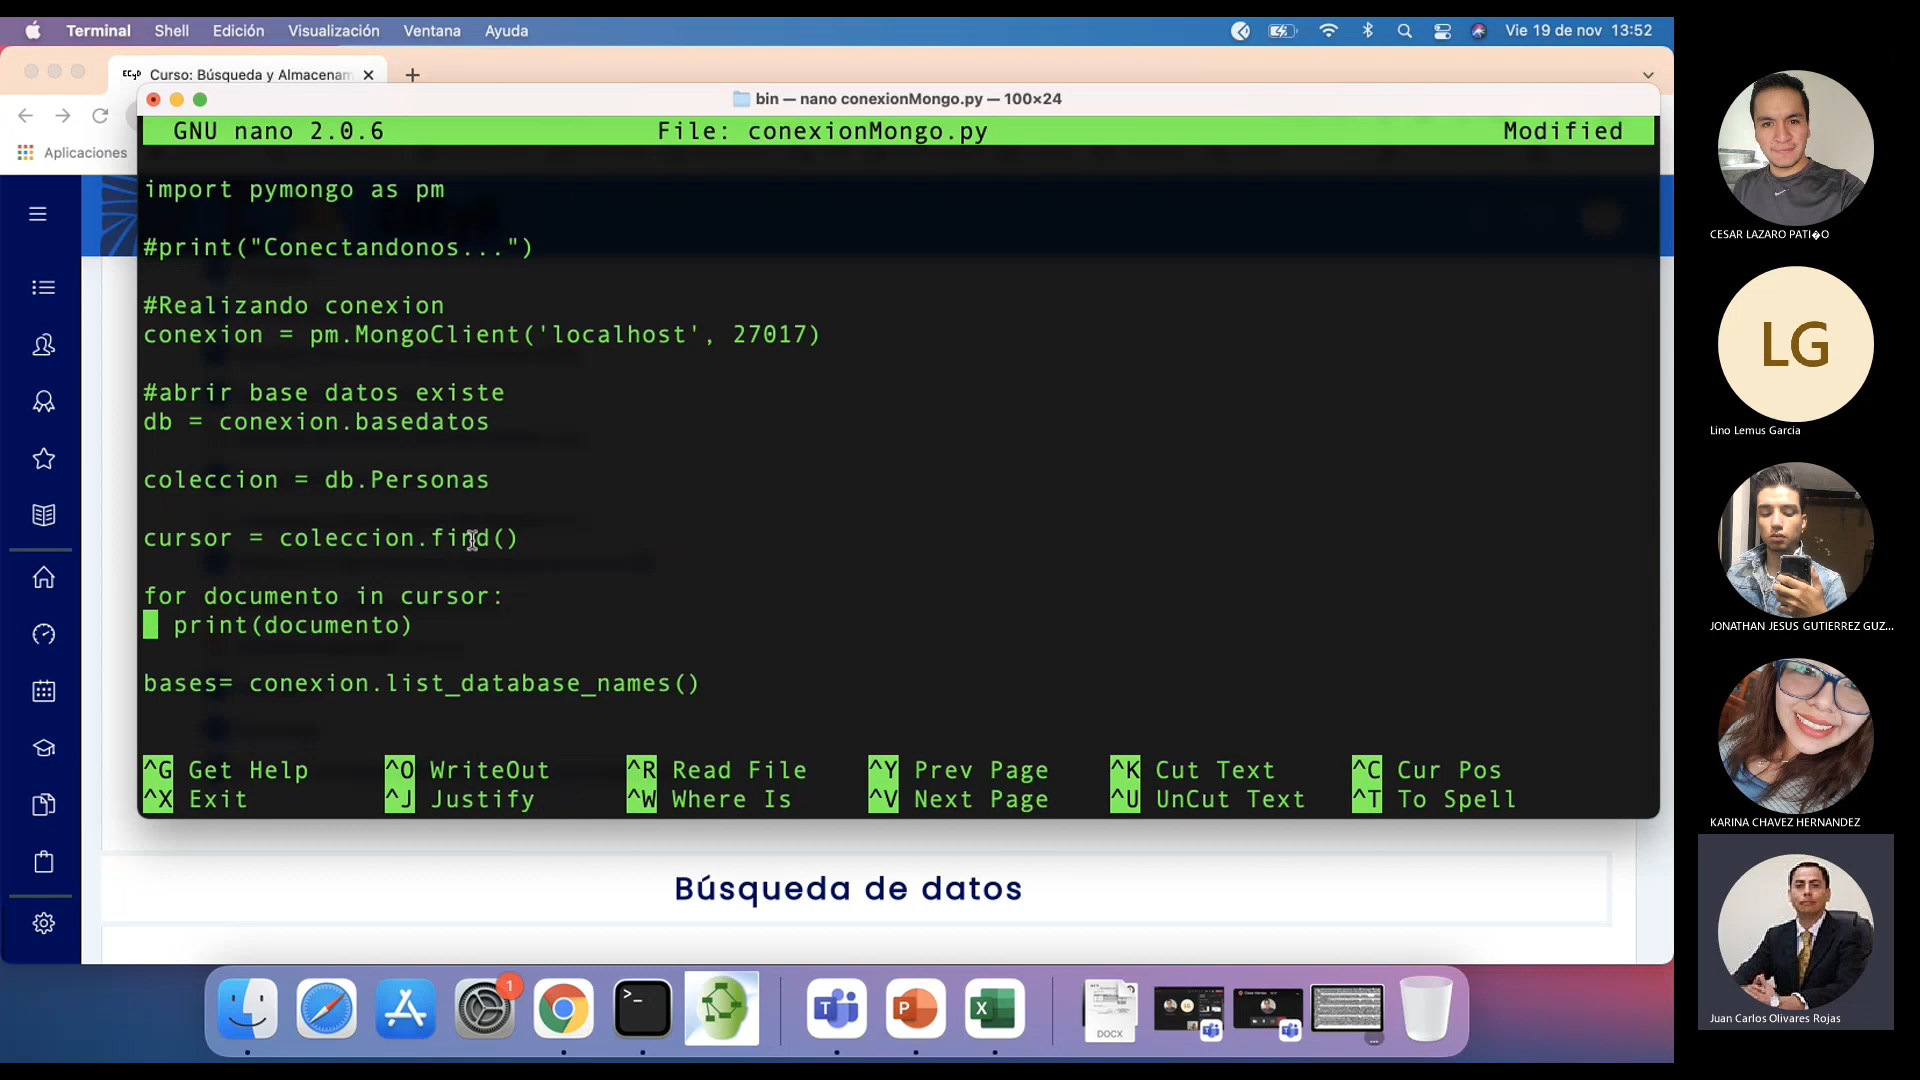 Terminal Shell Edición Visualización Ventana Ayuda Vie 19 de nov 13:52
ECyD Curso: Búsqueda y Almacenam
bin — nano conexionMongo.py — 100×24
Aplicaciones
GNU nano 2.0.6 File: conexionMongo.py Modified
import pymongo as pm
#print("Conectandonos...")
#Realizando conexion
conexion = pm.MongoClient('localhost', 27017)
#abrir base datos existe
db = conexion.basedatos
coleccion = db.Personas
cursor = coleccion.find()
for documento in cursor:
print(documento)
bases= conexion.list_database_names()
^G Get Help ^O WriteOut ^R Read File ^Y Prev Page ^K Cut Text ^C Cur Pos
^X Exit ^J Justify ^W Where Is ^V Next Page ^U UnCut Text ^T To Spell
Búsqueda de datos
1
>_
T
P
X
DOCX
CESAR LAZARO PATI�O
LG
Lino Lemus Garcia
JONATHAN JESUS GUTIERREZ GUZ...
KARINA CHAVEZ HERNANDEZ
Juan Carlos Olivares Rojas